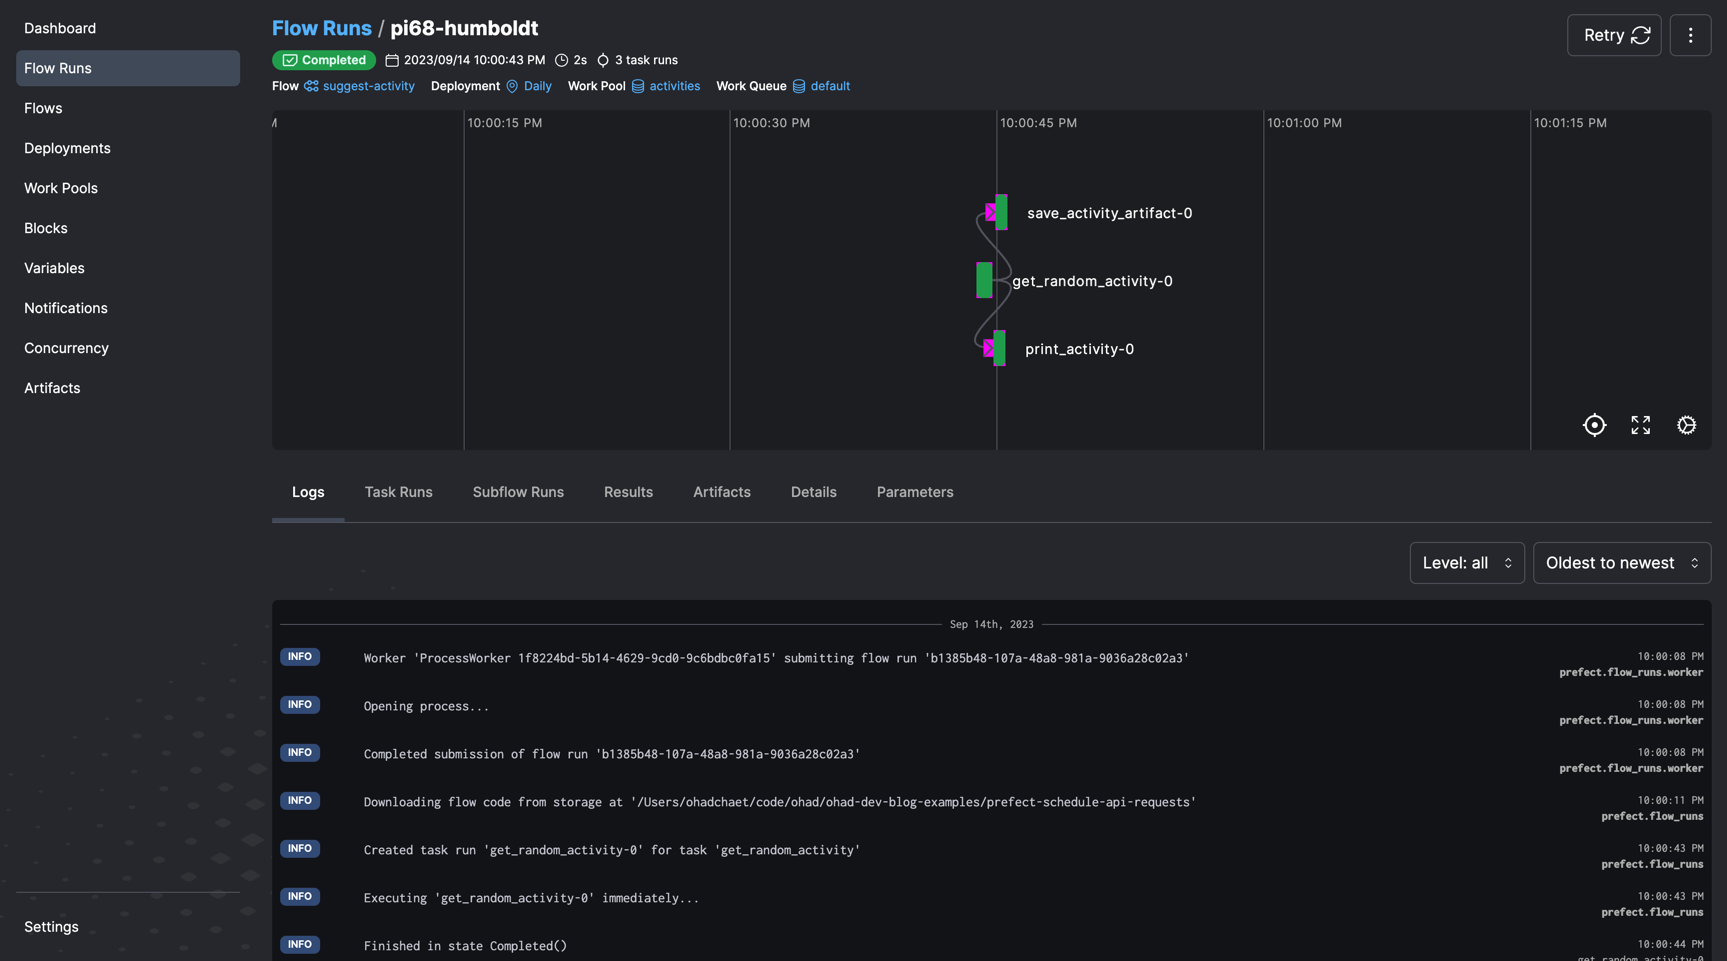 Dashboard
Flow Runs
Flows
Deployments
Work Pools
Blocks
Variables
Notifications
Concurrency
Artifacts
Settings
Flow Runs / pi68-humboldt
Retry
Completed 2023/09/14 10:00:43 PM 2s 3 task runs
Flow suggest-activity Deployment Daily Work Pool activities Work Queue default
M 10:00:15 PM 10:00:30 PM 10:00:45 PM 10:01:00 PM 10:01:15 PM
save_activity_artifact-0
get_random_activity-0
print_activity-0
Logs Task Runs Subflow Runs Results Artifacts Details Parameters
Level: all Oldest to newest
Sep 14th, 2023
INFO Worker 'ProcessWorker 1f8224bd-5b14-4629-9cd0-9c6bdbc0fa15' submitting flow run 'b1385b48-107a-48a8-981a-9036a28c02a3' 10:00:08 PM
prefect.flow_runs.worker
INFO Opening process... 10:00:08 PM
prefect.flow_runs.worker
INFO Completed submission of flow run 'b1385b48-107a-48a8-981a-9036a28c02a3' 10:00:08 PM
prefect.flow_runs.worker
INFO Downloading flow code from storage at '/Users/ohadchaet/code/ohad/ohad-dev-blog-examples/prefect-schedule-api-requests' 10:00:11 PM
prefect.flow_runs
INFO Created task run 'get_random_activity-0' for task 'get_random_activity' 10:00:43 PM
prefect.flow_runs
INFO Executing 'get_random_activity-0' immediately... 10:00:43 PM
prefect.flow_runs
INFO Finished in state Completed() 10:00:44 PM
get_random_activity-0